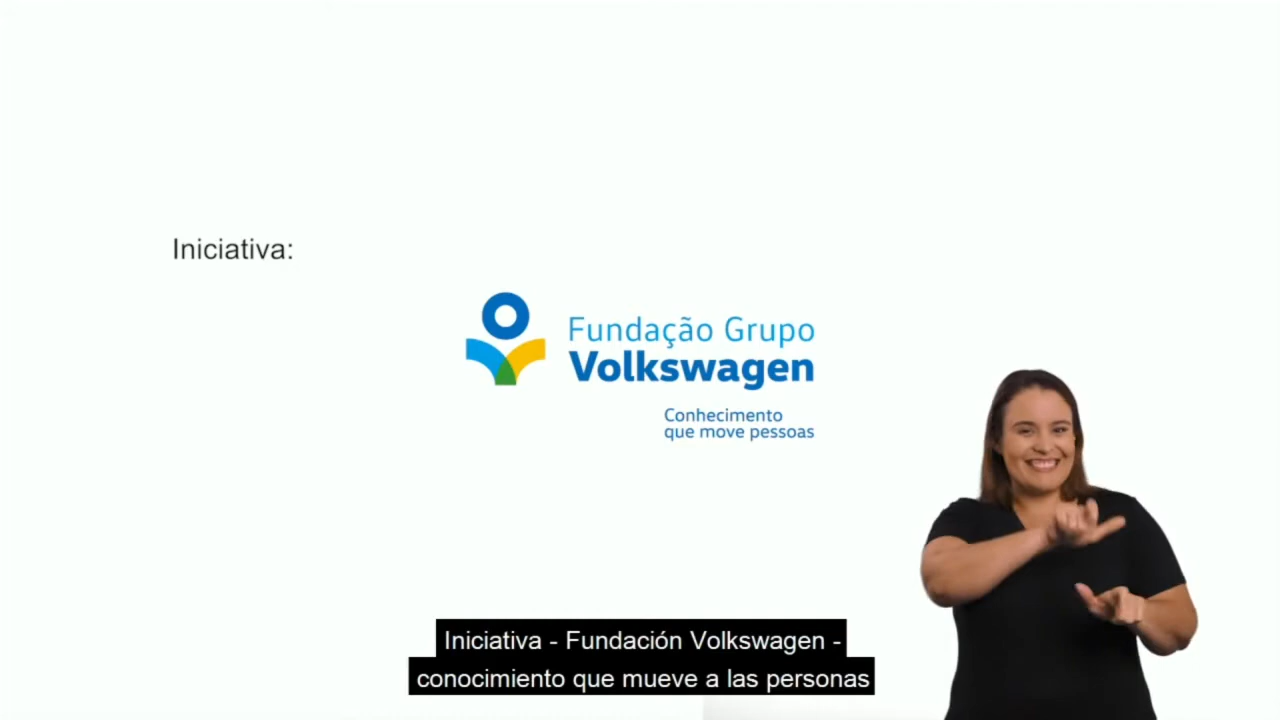 Iniciativa:
Fundação Grupo
Volkswagen
Conhecimento
que move pessoas
Iniciativa - Fundación Volkswagen -
conocimiento que mueve a las personas